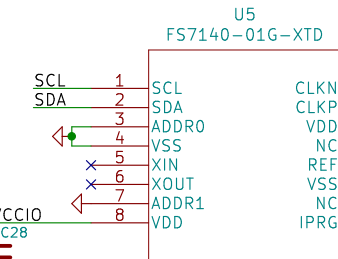 U5
FS7140-01G-XTD
SCL 1 SCL CLKN
SDA 2 SDA CLKP
3 ADDR0 VDD
4 VSS NC
5 XIN REF
6 XOUT VSS
7 ADDR1 NC
VCCIO 8 VDD IPRG
C28